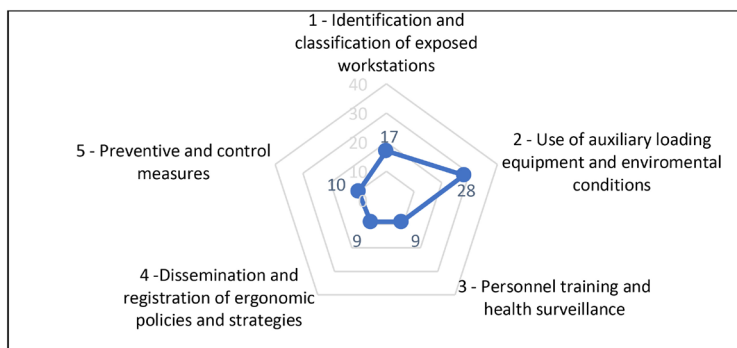 1 - Identification and
classification of exposed
workstations
40
30
20
17
10
2 - Use of auxiliary loading
equipment and enviromental
conditions
28
5 - Preventive and control
measures
10
0
9
9
4 -Dissemination and
registration of ergonomic
policies and strategies
3 - Personnel training and
health surveillance